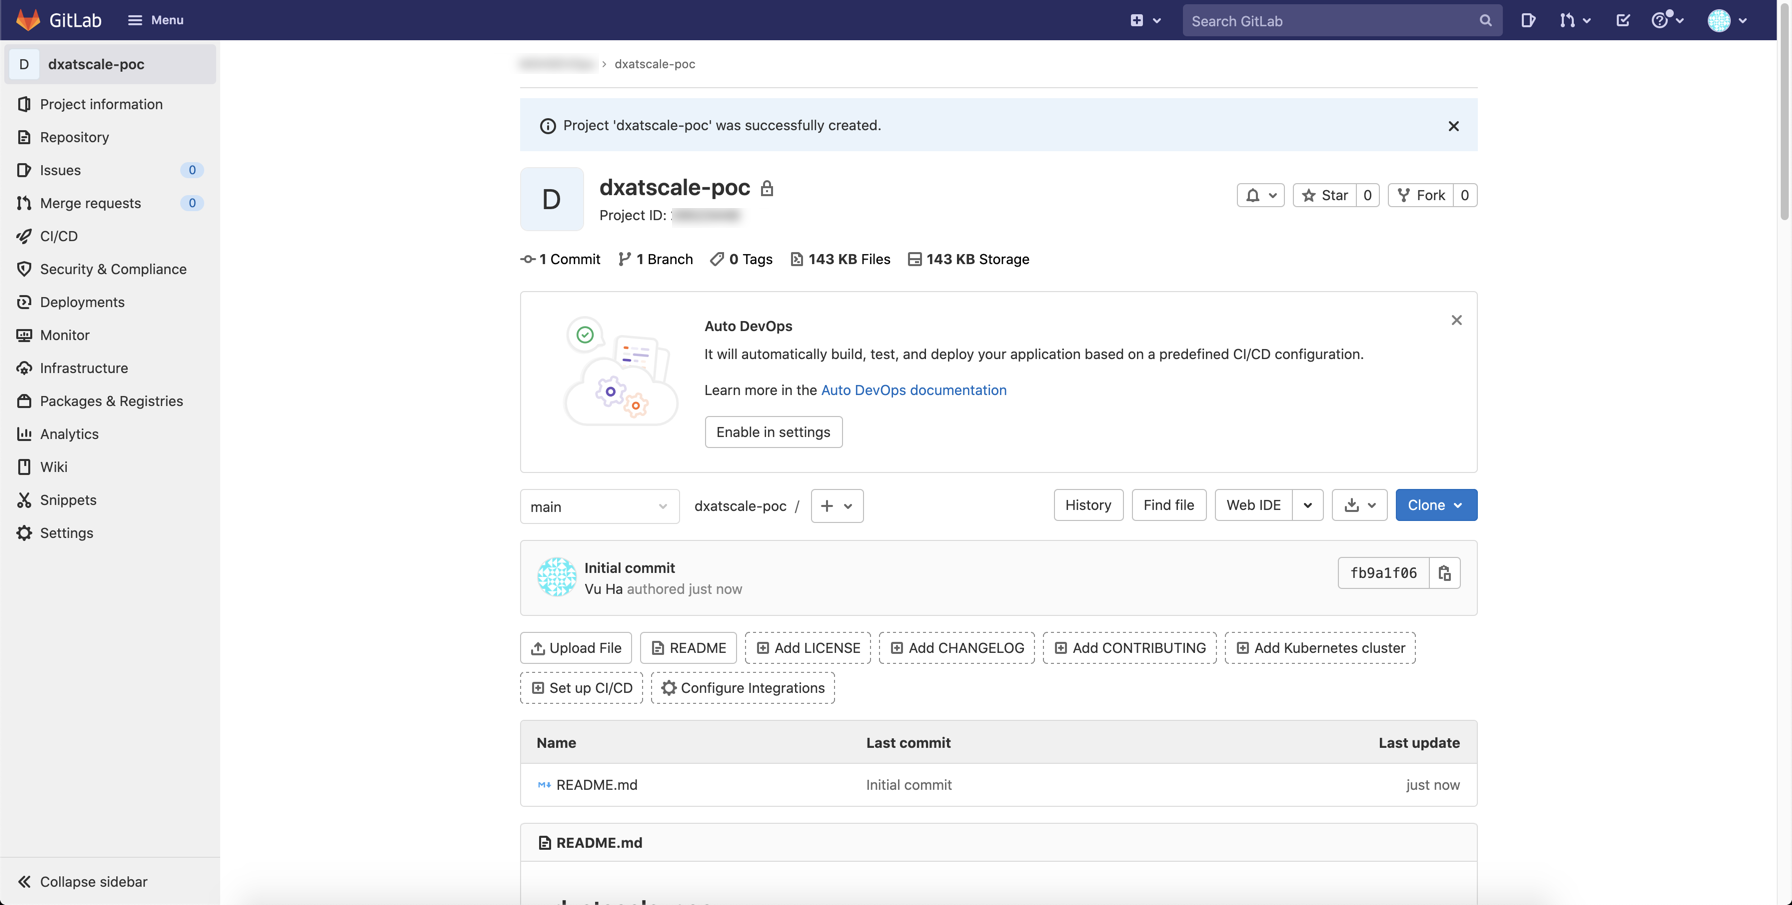 GitLab Menu Search GitLab
D dxatscale-poc
Project information
Repository
Issues 0
Merge requests 0
CI/CD
Security & Compliance
Deployments
Monitor
Infrastructure
Packages & Registries
Analytics
Wiki
Snippets
Settings
Collapse sidebar
› dxatscale-poc
Project 'dxatscale-poc' was successfully created.
D
dxatscale-poc
Project ID:
Star 0 Fork 0
1 Commit 1 Branch 0 Tags 143 KB Files 143 KB Storage
Auto DevOps
It will automatically build, test, and deploy your application based on a predefined CI/CD configuration.
Learn more in the Auto DevOps documentation
Enable in settings
main dxatscale-poc / + History Find file Web IDE Clone
Initial commit
Vu Ha authored just now
fb9a1f06
Upload File README Add LICENSE Add CHANGELOG Add CONTRIBUTING Add Kubernetes cluster
Set up CI/CD Configure Integrations
Name Last commit Last update
README.md Initial commit just now
README.md